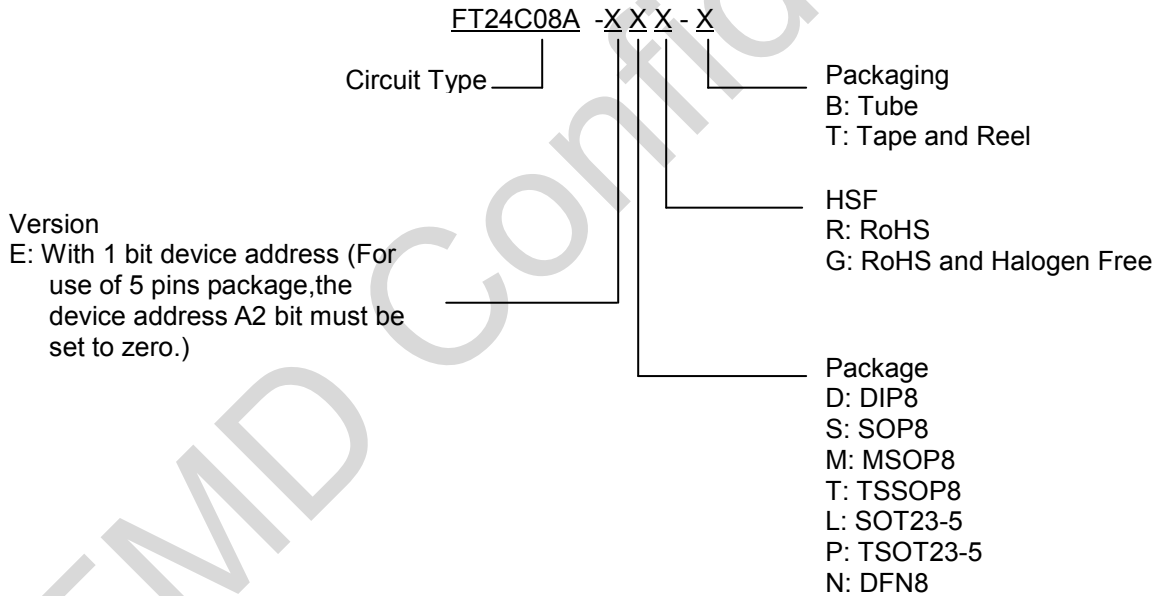 FT24C08A -X X X - X
Circuit Type
Packaging
B: Tube
T: Tape and Reel
HSF
R: RoHS
G: RoHS and Halogen Free
Version
E: With 1 bit device address (For
use of 5 pins package,the
device address A2 bit must be
set to zero.)
Package
D: DIP8
S: SOP8
M: MSOP8
T: TSSOP8
L: SOT23-5
P: TSOT23-5
N: DFN8
FMD Confid